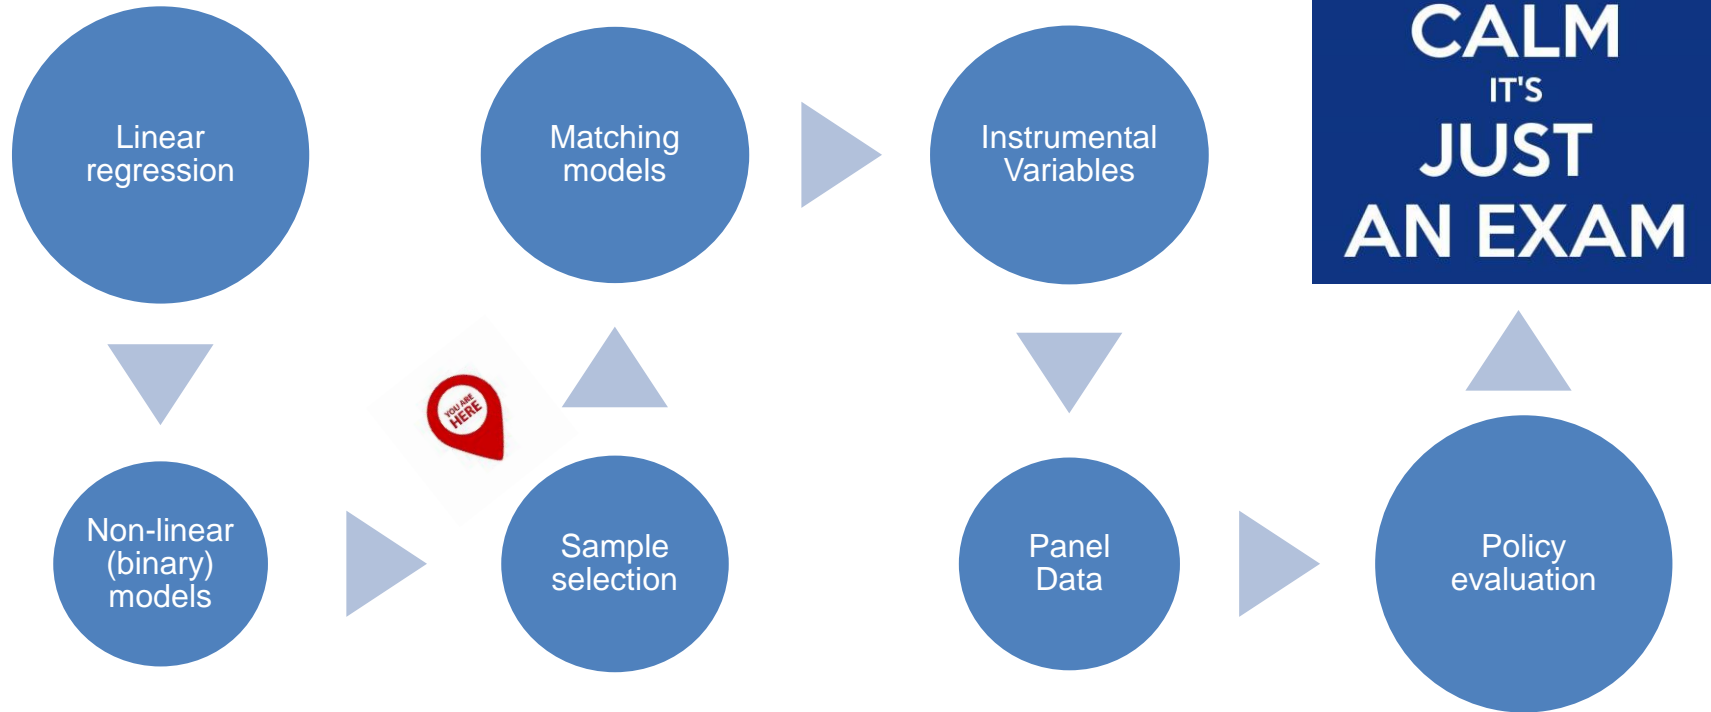 Linear
regression
Non-linear
(binary)
models
YOU ARE
HERE
Sample
selection
Matching
models
Instrumental
Variables
Panel
Data
Policy
evaluation
CALM
IT'S
JUST
AN EXAM